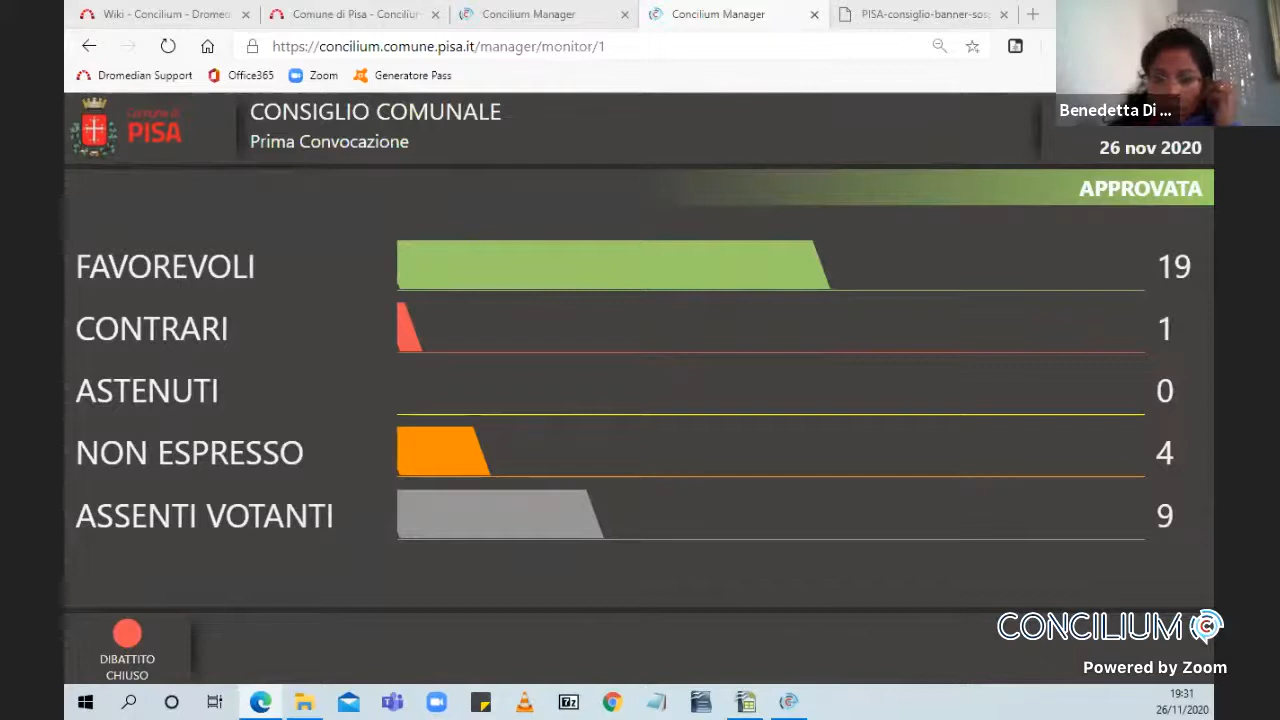 Wiki - Concilium - Dromed
Comune di Pisa - Concilium
Concilium Manager
Concilium Manager
PISA-consiglio-banner-sosp
https://concilium.comune.pisa.it/manager/monitor/1
Dromedian Support
Office365
Zoom
Generatore Pass
Benedetta Di ...
Comune di
PISA
CONSIGLIO COMUNALE
Prima Convocazione
26 nov 2020
APPROVATA
FAVOREVOLI 19
CONTRARI 1
ASTENUTI 0
NON ESPRESSO 4
ASSENTI VOTANTI 9
DIBATTITO
CHIUSO
CONCILIUM
Powered by Zoom
19:31
26/11/2020